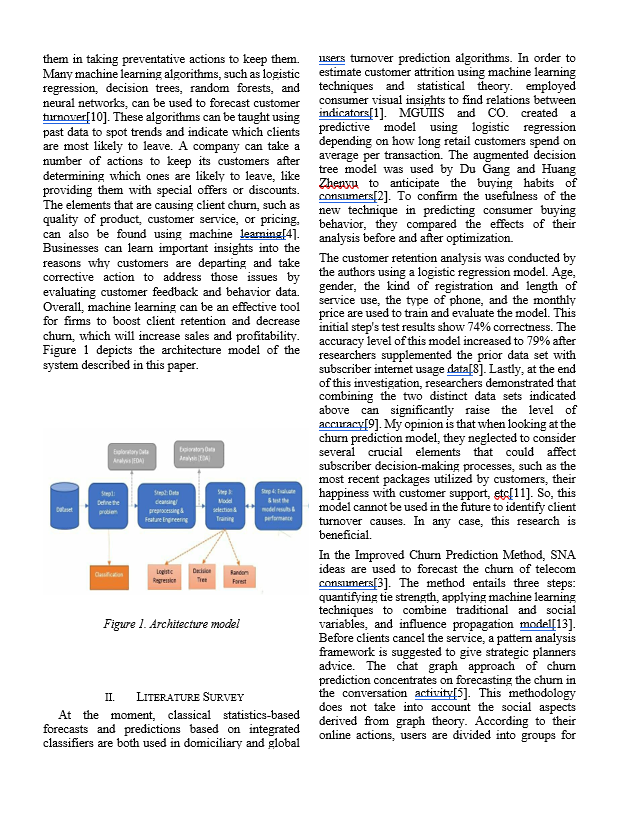 them in taking preventative actions to keep them.
Many machine learning algorithms, such as logistic
regression, decision trees, random forests, and
neural networks, can be used to forecast customer
turnover[10]. These algorithms can be taught using
past data to spot trends and indicate which clients
are most likely to leave. A company can take a
number of actions to keep its customers after
determining which ones are likely to leave, like
providing them with special offers or discounts.
The elements that are causing client churn, such as
quality of product, customer service, or pricing,
can also be found using machine learning[4].
Businesses can learn important insights into the
reasons why customers are departing and take
corrective action to address those issues by
evaluating customer feedback and behavior data.
Overall, machine learning can be an effective tool
for firms to boost client retention and decrease
churn, which will increase sales and profitability.
Figure 1 depicts the architecture model of the
system described in this paper.
Exploratory Data
Analysis (EDA)
Exploratory Data
Analysis (EDA)
Dataset
Step1:
Define the
problem
Step2: Data
cleansing/
preprocessing &
Feature Engineering
Step 3:
Model
selection &
Training
Step 4: Evaluate
& test the
model results &
performance
Classification
Logistic
Regression
Decision
Tree
Random
Forest
Figure 1. Architecture model
II. LITERATURE SURVEY
At the moment, classical statistics-based
forecasts and predictions based on integrated
classifiers are both used in domiciliary and global
users turnover prediction algorithms. In order to
estimate customer attrition using machine learning
techniques and statistical theory. employed
consumer visual insights to find relations between
indicators[1]. MGUIIS and CO. created a
predictive model using logistic regression
depending on how long retail customers spend on
average per transaction. The augmented decision
tree model was used by Du Gang and Huang
Zhenyu to anticipate the buying habits of
consumers[2]. To confirm the usefulness of the
new technique in predicting consumer buying
behavior, they compared the effects of their
analysis before and after optimization.
The customer retention analysis was conducted by
the authors using a logistic regression model. Age,
gender, the kind of registration and length of
service use, the type of phone, and the monthly
price are used to train and evaluate the model. This
initial step's test results show 74% correctness. The
accuracy level of this model increased to 79% after
researchers supplemented the prior data set with
subscriber internet usage data[8]. Lastly, at the end
of this investigation, researchers demonstrated that
combining the two distinct data sets indicated
above can significantly raise the level of
accuracy[9]. My opinion is that when looking at the
churn prediction model, they neglected to consider
several crucial elements that could affect
subscriber decision-making processes, such as the
most recent packages utilized by customers, their
happiness with customer support, etc[11]. So, this
model cannot be used in the future to identify client
turnover causes. In any case, this research is
beneficial.
In the Improved Churn Prediction Method, SNA
ideas are used to forecast the churn of telecom
consumers[3]. The method entails three steps:
quantifying tie strength, applying machine learning
techniques to combine traditional and social
variables, and influence propagation model[13].
Before clients cancel the service, a pattern analysis
framework is suggested to give strategic planners
advice. The chat graph approach of churn
prediction concentrates on forecasting the churn in
the conversation activity[5]. This methodology
does not take into account the social aspects
derived from graph theory. According to their
online actions, users are divided into groups for